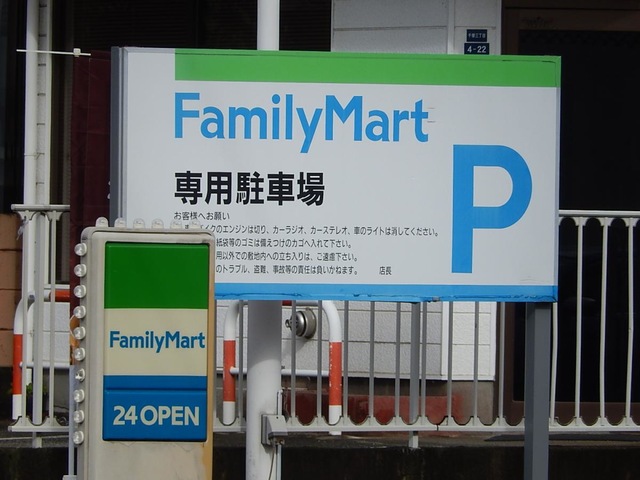 4-22
FamilyMart
P
専用駐車場
お客様へお願い
イクのエンジンは切り、カーラジオ、カーステレオ、車のライトは消してください。
紙袋等のゴミは備えつけのカゴへ入れて下さい。
用以外での敷地内への立ち入りは、ご遠慮下さい。
のトラブル、盗難、事故等の責任は負いかねます。 店長
FamilyMart
24 OPEN